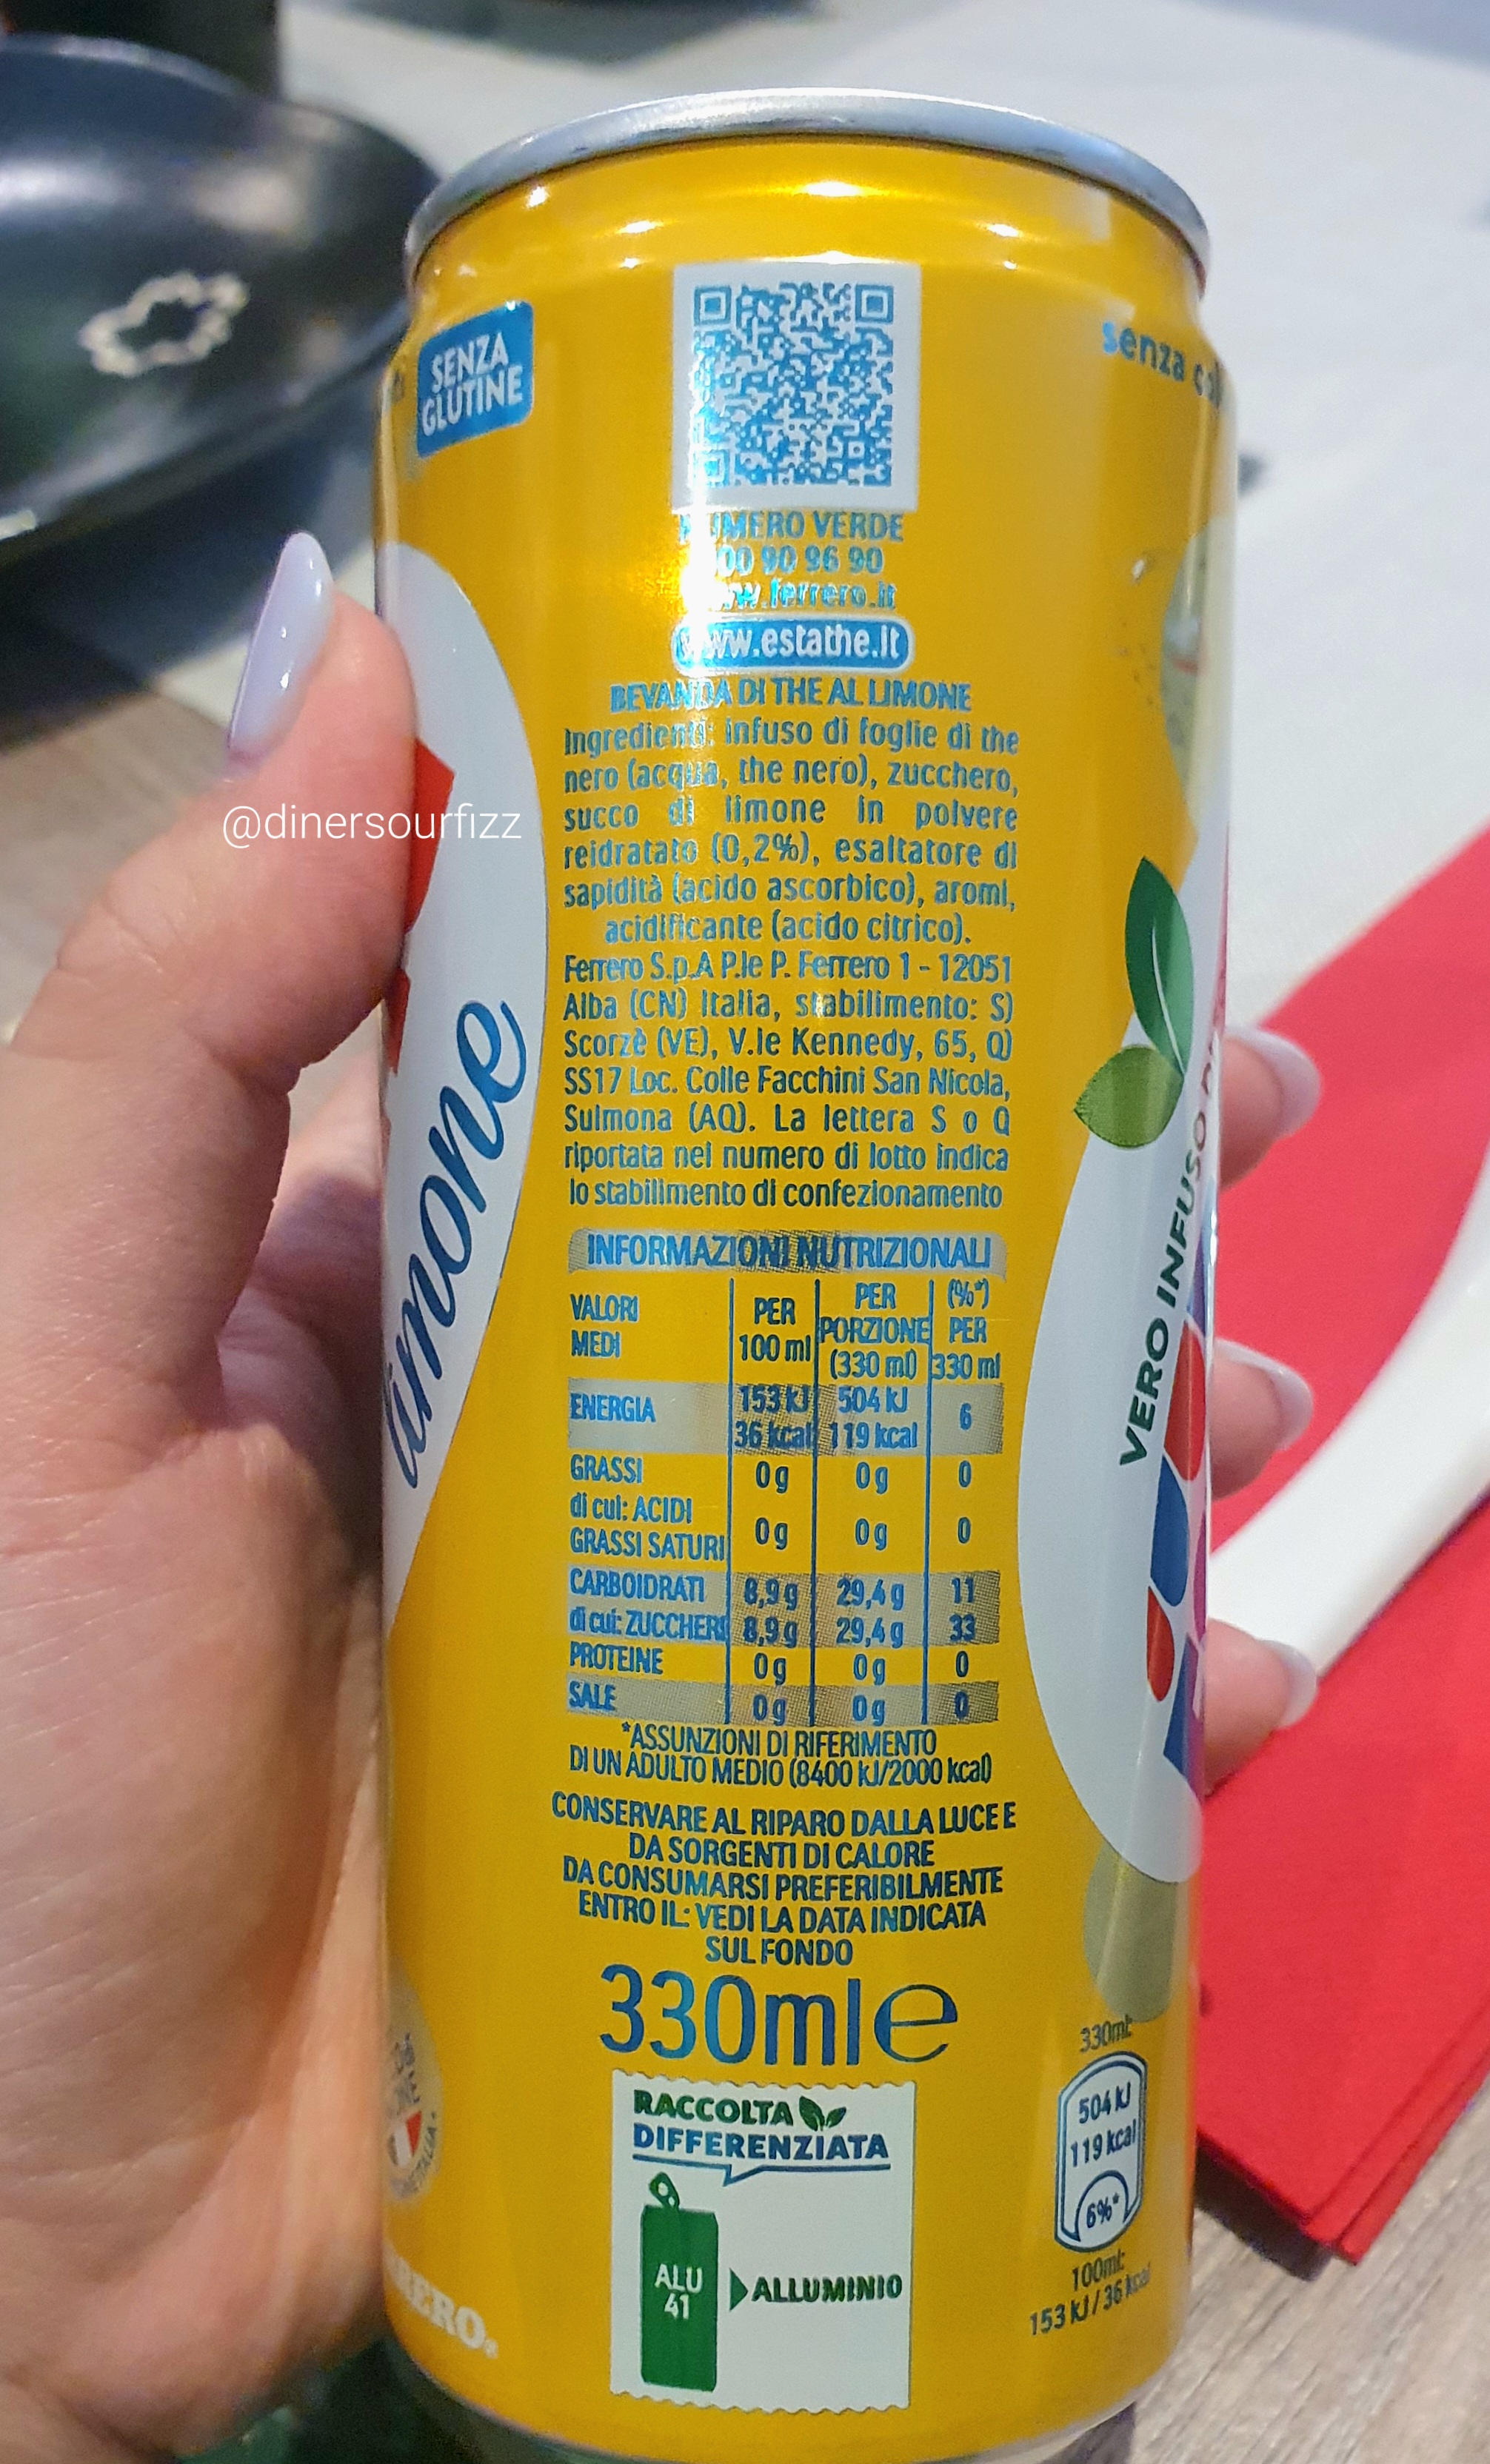 SENZA
GLUTINE
senza
MERO VERDE
00 90 96 90
ww.ferrero.it
www.estathe.it
BEVANDA DI THE AL LIMONE
Ingredienti: infuso di foglie di the
nero (acqua, the nero), zucchero,
succo di limone in polvere
reidratato (0,2%), esaltatore di
sapidità (acido ascorbico), aromi,
acidificante (acido citrico).
Ferrero S.p.A P.le P. Ferrero 1 - 12051
Alba (CN) Italia, stabilimento: S)
Scorzè (VE), V.le Kennedy, 65, Q)
SS17 Loc. Colle Facchini San Nicola,
Sulmona (AQ). La lettera S o Q
riportata nel numero di lotto indica
lo stabilimento di confezionamento
@dinersourfizz
limone
VERO INFUSO
INFORMAZIONI NUTRIZIONALI
VALORI MEDI PER 100 ml PER PORZIONE (330 ml) (%*) PER 330 ml
ENERGIA 153 kJ 504 kJ 6
36 kcal 119 kcal
GRASSI 0 g 0 g 0
di cui: ACIDI
GRASSI SATURI 0 g 0 g 0
CARBOIDRATI 8,9 g 29,4 g 11
di cui: ZUCCHERI 8,9 g 29,4 g 33
PROTEINE 0 g 0 g 0
SALE 0 g 0 g 0
*ASSUNZIONI DI RIFERIMENTO
DI UN ADULTO MEDIO (8400 kJ/2000 kcal)
CONSERVARE AL RIPARO DALLA LUCE E
DA SORGENTI DI CALORE
DA CONSUMARSI PREFERIBILMENTE
ENTRO IL: VEDI LA DATA INDICATA
SUL FONDO
330ml e
RACCOLTA
DIFFERENZIATA
ALU
41
ALLUMINIO
330ml:
504 kJ
119 kcal
6%*
100ml:
153 kJ / 36 kcal